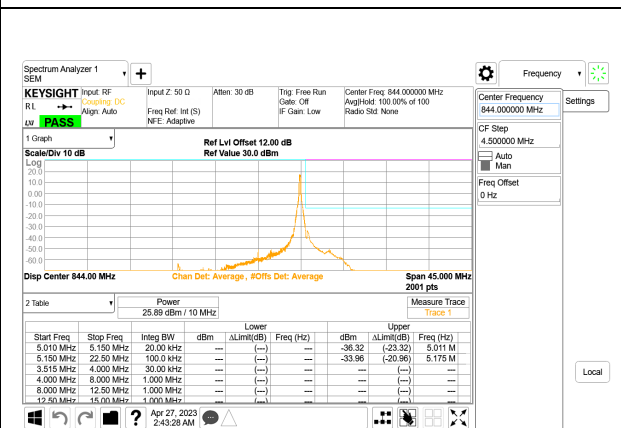 Spectrum Analyzer 1
SEM
Frequency
KEYSIGHT Input: RF
Coupling: DC
Align: Auto
RL
LXI PASS
Input Z: 50 Ω
Freq Ref: Int (S)
NFE: Adaptive
Atten: 30 dB
Trig: Free Run
Gate: Off
IF Gain: Low
Center Freq: 844.000000 MHz
Avg|Hold: 100.00% of 100
Radio Std: None
Center Frequency
844.000000 MHz
Settings
CF Step
4.500000 MHz
Auto
Man
Freq Offset
0 Hz
1 Graph
Ref Lvl Offset 12.00 dB
Scale/Div 10 dB
Ref Value 30.0 dBm
Log
20.0
10.0
0.00
-10.0
-20.0
-30.0
-40.0
-50.0
-60.0
Disp Center 844.00 MHz
Chan Det: Average, #Offs Det: Average
Span 45.000 MHz
2001 pts
2 Table
Power
25.89 dBm / 10 MHz
Measure Trace
Trace 1
Lower Upper
Start Freq Stop Freq Integ BW dBm ΔLimit(dB) Freq (Hz) dBm ΔLimit(dB) Freq (Hz)
5.010 MHz 5.150 MHz 20.00 kHz --- (---) --- -36.32 (-23.32) 5.011 M
5.150 MHz 22.50 MHz 100.0 kHz --- (---) --- -33.96 (-20.96) 5.175 M
3.515 MHz 4.000 MHz 30.00 kHz --- (---) --- --- (---) ---
4.000 MHz 8.000 MHz 1.000 MHz --- (---) --- --- (---) ---
8.000 MHz 12.50 MHz 1.000 MHz --- (---) --- --- (---) ---
12.50 MHz 15.00 MHz 1.000 MHz --- (---) --- --- (---) ---
Local
?
Apr 27, 2023
2:43:28 AM